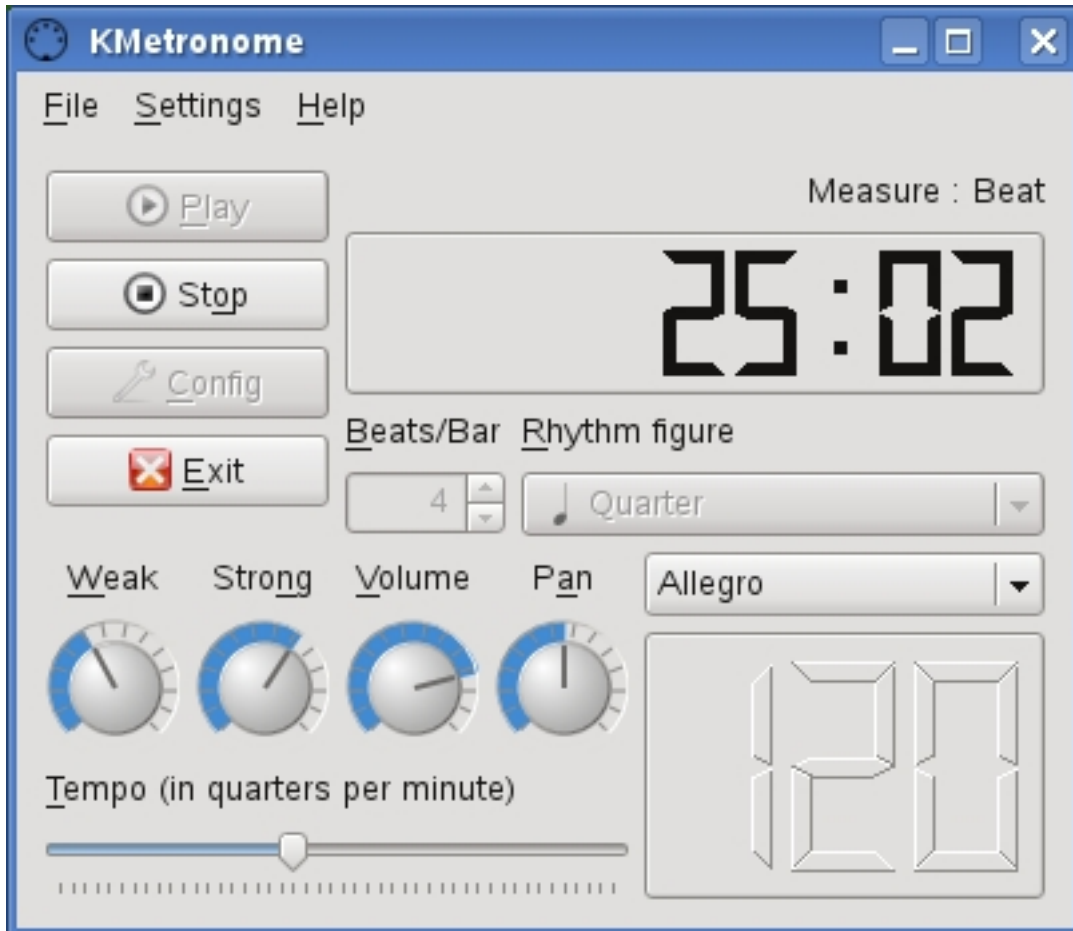 KMetronome
File Settings Help
Play
Measure : Beat
Stop
25:02
Config
Beats/Bar Rhythm figure
Exit
4 Quarter
Weak Strong Volume Pan
Allegro
120
Tempo (in quarters per minute)